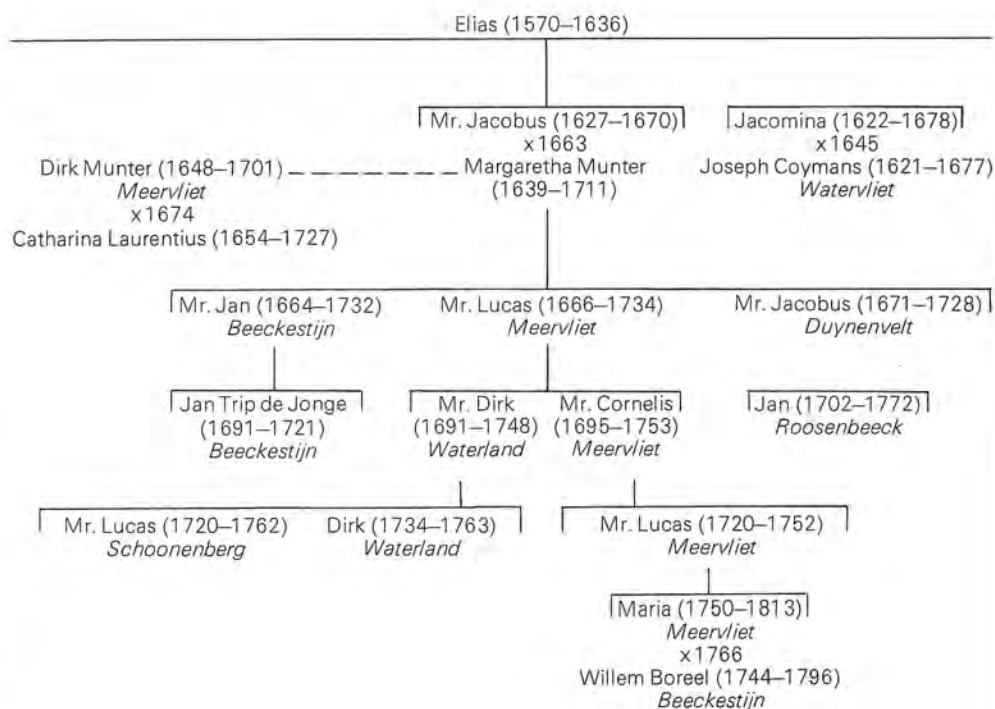 Elias (1570–1636)
Mr. Jacobus (1627–1670)
x1663
Margaretha Munter
(1639–1711)
Jacomina (1622–1678)
x1645
Joseph Coymans (1621–1677)
Watervliet
Dirk Munter (1648–1701)
Meervliet
x1674
Catharina Laurentius (1654–1727)
Mr. Jan (1664–1732)
Beeckestijn
Mr. Lucas (1666–1734)
Meervliet
Mr. Jacobus (1671–1728)
Duynenvelt
Jan Trip de Jonge
(1691–1721)
Beeckestijn
Mr. Dirk
(1691–1748)
Waterland
Mr. Cornelis
(1695–1753)
Meervliet
Jan (1702–1772)
Roosenbeeck
Mr. Lucas (1720–1762)
Schoonenberg
Dirk (1734–1763)
Waterland
Mr. Lucas (1720–1752)
Meervliet
Maria (1750–1813)
Meervliet
x1766
Willem Boreel (1744–1796)
Beeckestijn